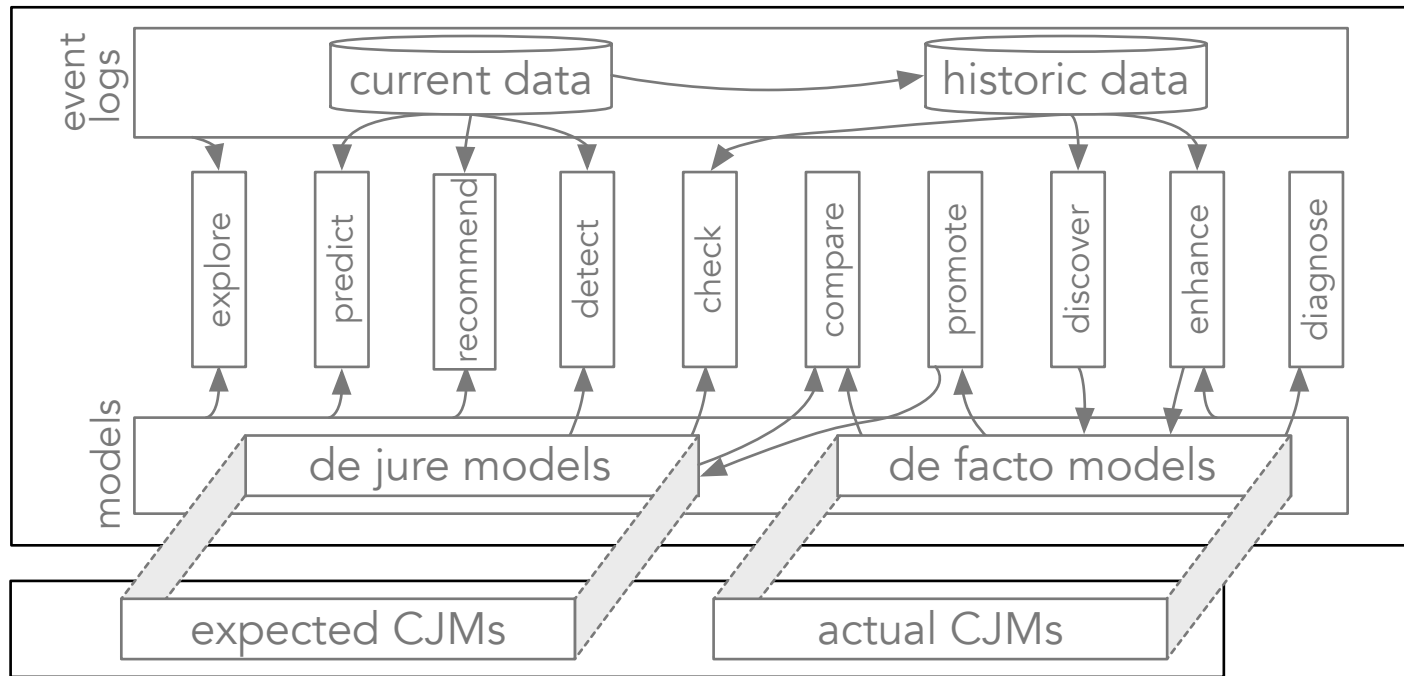 event
logs
current data
historic data
explore
predict
recommend
detect
check
compare
promote
discover
enhance
diagnose
models
de jure models
de facto models
expected CJMs
actual CJMs